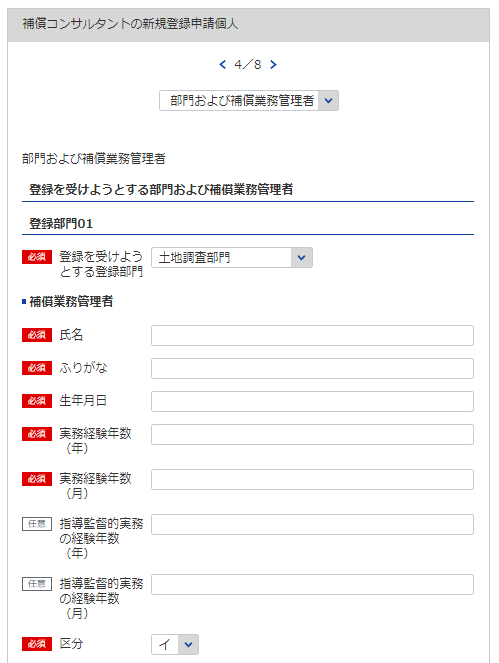 補償コンサルタントの新規登録申請個人
4／8
部門および補償業務管理者
部門および補償業務管理者
登録を受けようとする部門および補償業務管理者
登録部門01
必須 登録を受けよう
とする登録部門 土地調査部門
補償業務管理者
必須 氏名
必須 ふりがな
必須 生年月日
必須 実務経験年数
（年）
必須 実務経験年数
（月）
任意 指導監督的実務
の経験年数
（年）
任意 指導監督的実務
の経験年数
（月）
必須 区分 イ